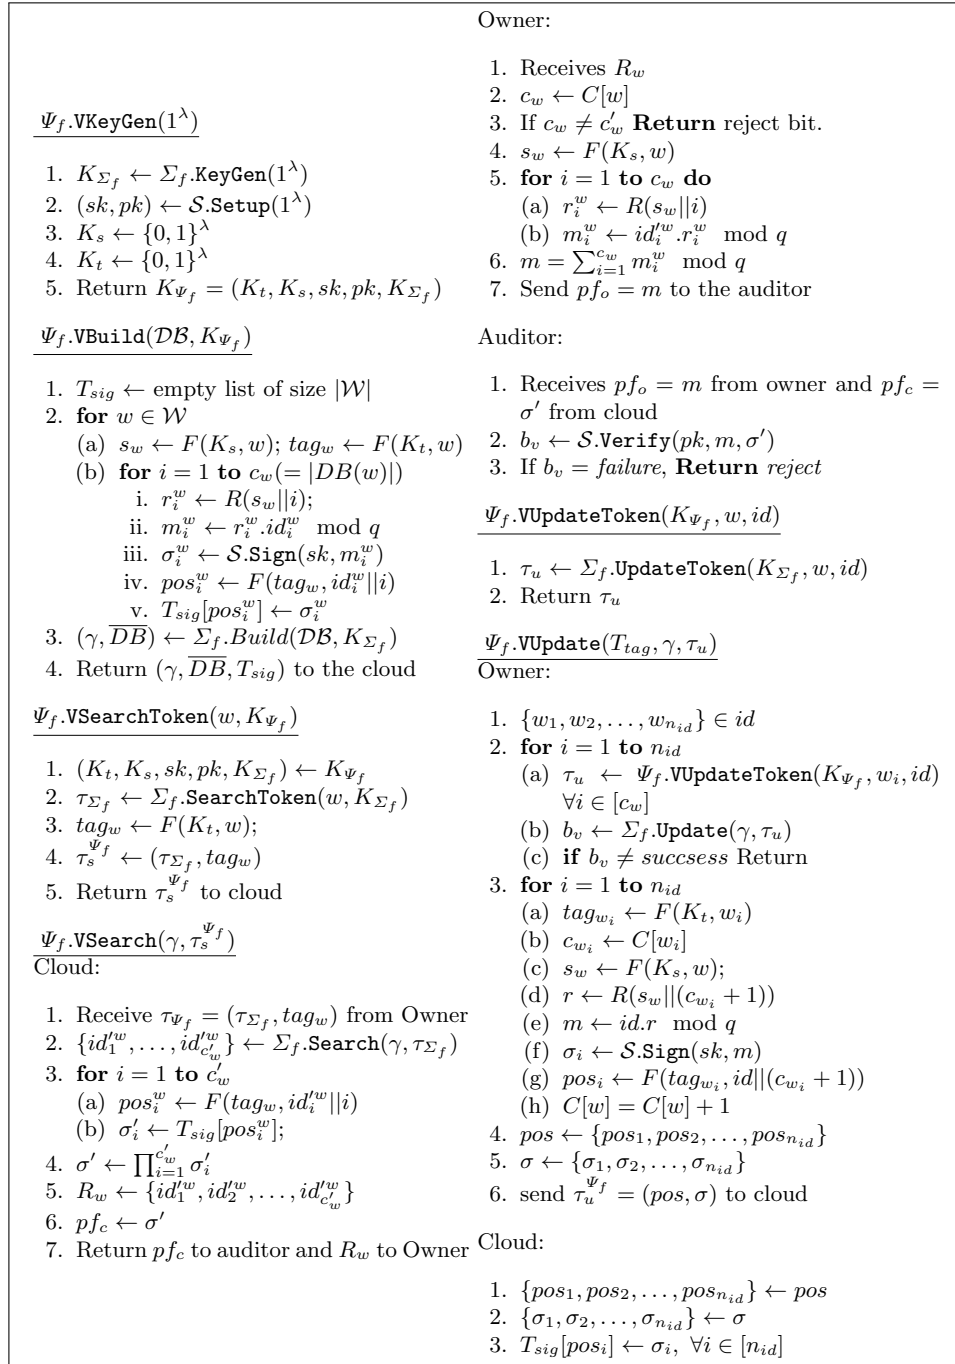 Ψ_f.VKeyGen(1^λ)
1. K_{Σ_f} ← Σ_f.KeyGen(1^λ)
2. (sk, pk) ← S.Setup(1^λ)
3. K_s ← {0, 1}^λ
4. K_t ← {0, 1}^λ
5. Return K_{Ψ_f} = (K_t, K_s, sk, pk, K_{Σ_f})
Ψ_f.VBuild(DB, K_{Ψ_f})
1. T_{sig} ← empty list of size |W|
2. for w ∈ W
(a) s_w ← F(K_s, w); tag_w ← F(K_t, w)
(b) for i = 1 to c_w(= |DB(w)|)
i. r_i^w ← R(s_w||i);
ii. m_i^w ← r_i^w.id_i^w mod q
iii. σ_i^w ← S.Sign(sk, m_i^w)
iv. pos_i^w ← F(tag_w, id_i^w||i)
v. T_{sig}[pos_i^w] ← σ_i^w
3. (γ, \overline{DB}) ← Σ_f.Build(DB, K_{Σ_f})
4. Return (γ, \overline{DB}, T_{sig}) to the cloud
Ψ_f.VSearchToken(w, K_{Ψ_f})
1. (K_t, K_s, sk, pk, K_{Σ_f}) ← K_{Ψ_f}
2. τ_{Σ_f} ← Σ_f.SearchToken(w, K_{Σ_f})
3. tag_w ← F(K_t, w);
4. τ_s^{Ψ_f} ← (τ_{Σ_f}, tag_w)
5. Return τ_s^{Ψ_f} to cloud
Ψ_f.VSearch(γ, τ_s^{Ψ_f})
Cloud:
1. Receive τ_{Ψ_f} = (τ_{Σ_f}, tag_w) from Owner
2. {id_1'^w, . . . , id_{c'_w}'^w} ← Σ_f.Search(γ, τ_{Σ_f})
3. for i = 1 to c'_w
(a) pos_i^w ← F(tag_w, id_i'^w||i)
(b) σ'_i ← T_{sig}[pos_i^w];
4. σ' ← ∏_{i=1}^{c'_w} σ'_i
5. R_w ← {id_1'^w, id_2'^w, . . . , id_{c'_w}'^w}
6. pf_c ← σ'
7. Return pf_c to auditor and R_w to Owner
Owner:
1. Receives R_w
2. c_w ← C[w]
3. If c_w ≠ c'_w Return reject bit.
4. s_w ← F(K_s, w)
5. for i = 1 to c_w do
(a) r_i^w ← R(s_w||i)
(b) m_i^w ← id_i'^w.r_i^w mod q
6. m = ∑_{i=1}^{c_w} m_i^w mod q
7. Send pf_o = m to the auditor
Auditor:
1. Receives pf_o = m from owner and pf_c =
σ' from cloud
2. b_v ← S.Verify(pk, m, σ')
3. If b_v = failure, Return reject
Ψ_f.VUpdateToken(K_{Ψ_f}, w, id)
1. τ_u ← Σ_f.UpdateToken(K_{Σ_f}, w, id)
2. Return τ_u
Ψ_f.VUpdate(T_{tag}, γ, τ_u)
Owner:
1. {w_1, w_2, . . . , w_{n_{id}}} ∈ id
2. for i = 1 to n_{id}
(a) τ_u ← Ψ_f.VUpdateToken(K_{Ψ_f}, w_i, id)
∀i ∈ [c_w]
(b) b_v ← Σ_f.Update(γ, τ_u)
(c) if b_v ≠ succsess Return
3. for i = 1 to n_{id}
(a) tag_{w_i} ← F(K_t, w_i)
(b) c_{w_i} ← C[w_i]
(c) s_w ← F(K_s, w);
(d) r ← R(s_w||(c_{w_i} + 1))
(e) m ← id.r mod q
(f) σ_i ← S.Sign(sk, m)
(g) pos_i ← F(tag_{w_i}, id||(c_{w_i} + 1))
(h) C[w] = C[w] + 1
4. pos ← {pos_1, pos_2, . . . , pos_{n_{id}}}
5. σ ← {σ_1, σ_2, . . . , σ_{n_{id}}}
6. send τ_u^{Ψ_f} = (pos, σ) to cloud
Cloud:
1. {pos_1, pos_2, . . . , pos_{n_{id}}} ← pos
2. {σ_1, σ_2, . . . , σ_{n_{id}}} ← σ
3. T_{sig}[pos_i] ← σ_i, ∀i ∈ [n_{id}]